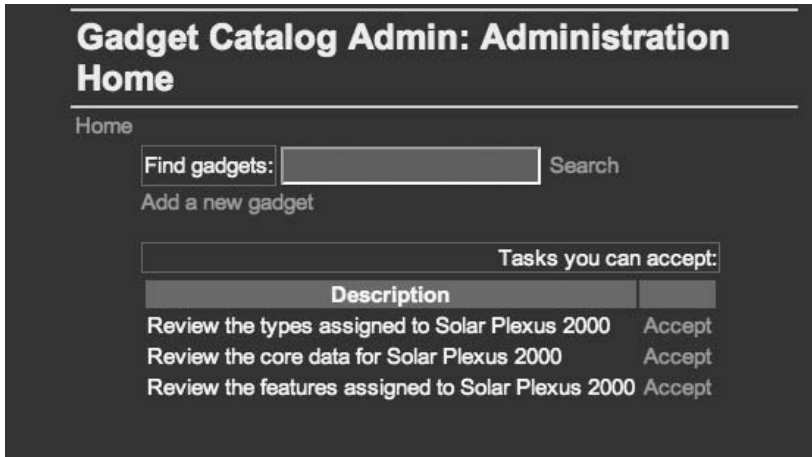 Gadget Catalog Admin: Administration
Home
Home
Find gadgets: Search
Add a new gadget
Tasks you can accept:
Description
Review the types assigned to Solar Plexus 2000 Accept
Review the core data for Solar Plexus 2000 Accept
Review the features assigned to Solar Plexus 2000 Accept